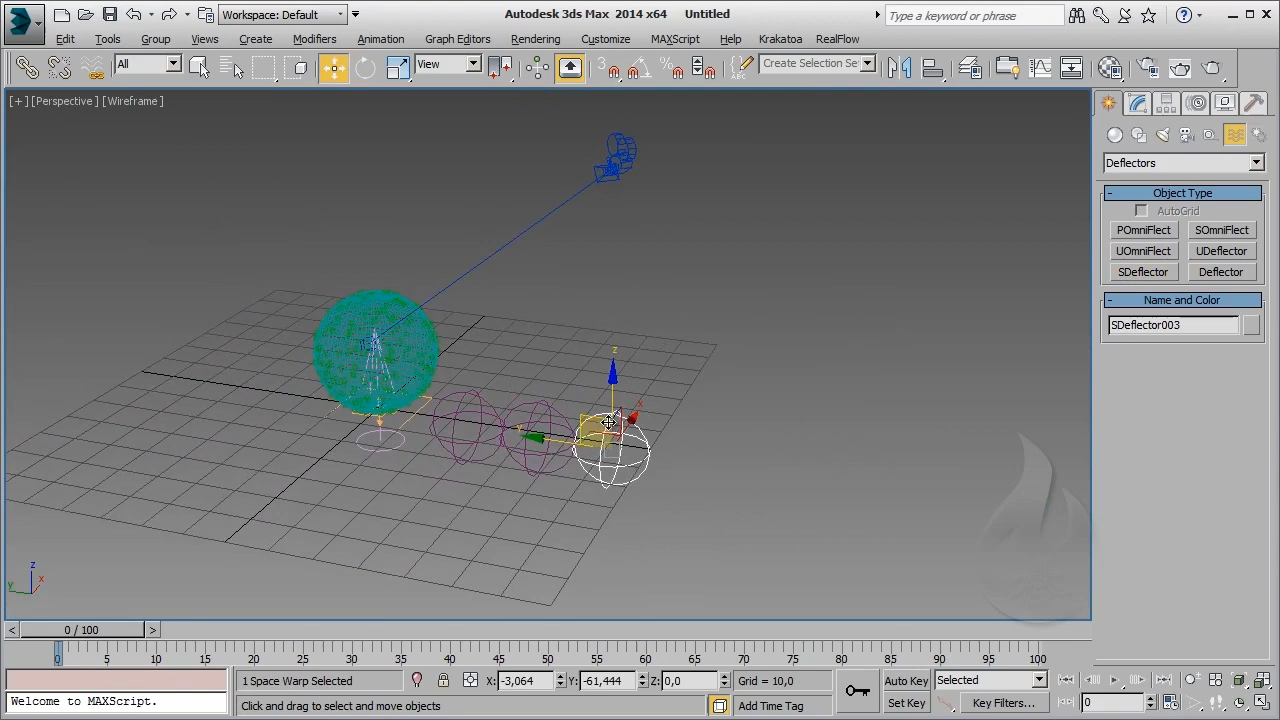 Workspace: Default
Autodesk 3ds Max 2014 x64 Untitled
Type a keyword or phrase
Edit Tools Group Views Create Modifiers Animation Graph Editors Rendering Customize MAXScript Help Krakatoa RealFlow
All
View
3
Create Selection Se
[+][Perspective][Wireframe]
Deflectors
- Object Type
AutoGrid
POmniFlect SOmniFlect
UOmniFlect UDeflector
SDeflector Deflector
- Name and Color
SDeflector003
z
x
y
z
x
y
< 0 / 100 >
0 5 10 15 20 25 30 35 40 45 50 55 60 65 70 75 80 85 90 95 100
1 Space Warp Selected
X: -3,064 Y: -61,444 Z: 0,0
Grid = 10,0
Auto Key Selected
Welcome to MAXScript.
Click and drag to select and move objects
Add Time Tag
Set Key Key Filters...
0